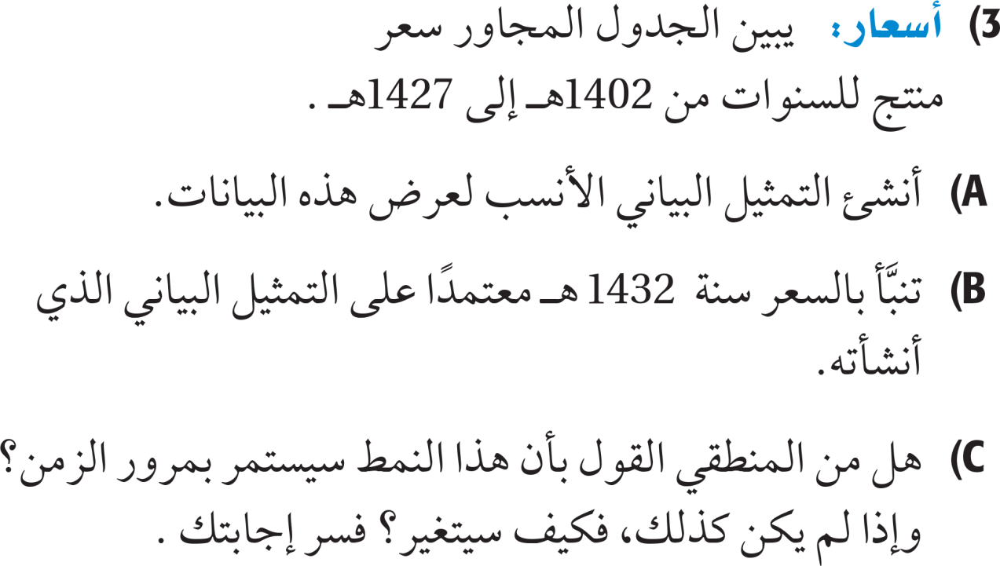 3) أسعار: يبين الجدول المجاور سعر
منتج للسنوات من 1402هـ إلى 1427هـ .
A) أنشئ التمثيل البياني الأنسب لعرض هذه البيانات.
B) تنبَّأ بالسعر سنة 1432 هـ معتمدًا على التمثيل البياني الذي
أنشأته.
C) هل من المنطقي القول بأن هذا النمط سيستمر بمرور الزمن؟
وإذا لم يكن كذلك، فكيف سيتغير؟ فسر إجابتك .